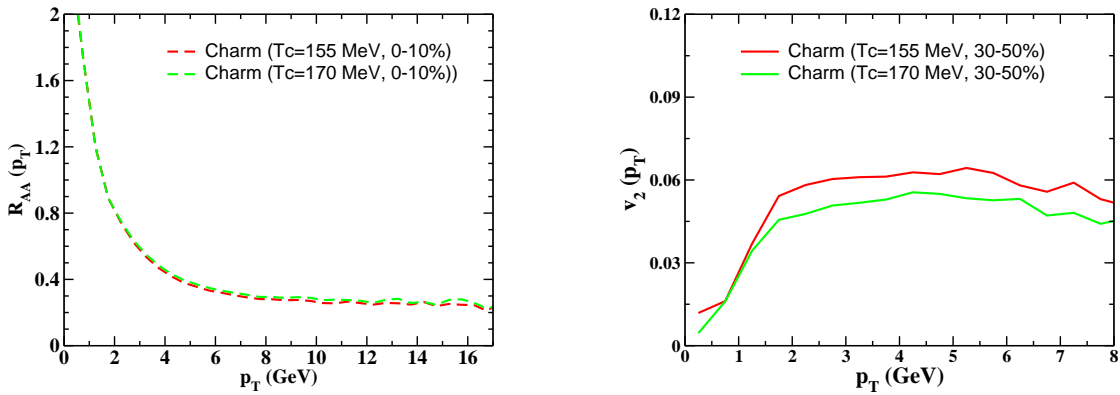 2
1.6
1.2
0.8
0.4
0
R_AA (p_T)
Charm (Tc=155 MeV, 0-10%)
Charm (Tc=170 MeV, 0-10%))
0 2 4 6 8 10 12 14 16
p_T (GeV)
0.12
0.09
0.06
0.03
0
v_2 (p_T)
Charm (Tc=155 MeV, 30-50%)
Charm (Tc=170 MeV, 30-50%)
0 1 2 3 4 5 6 7 8
p_T (GeV)